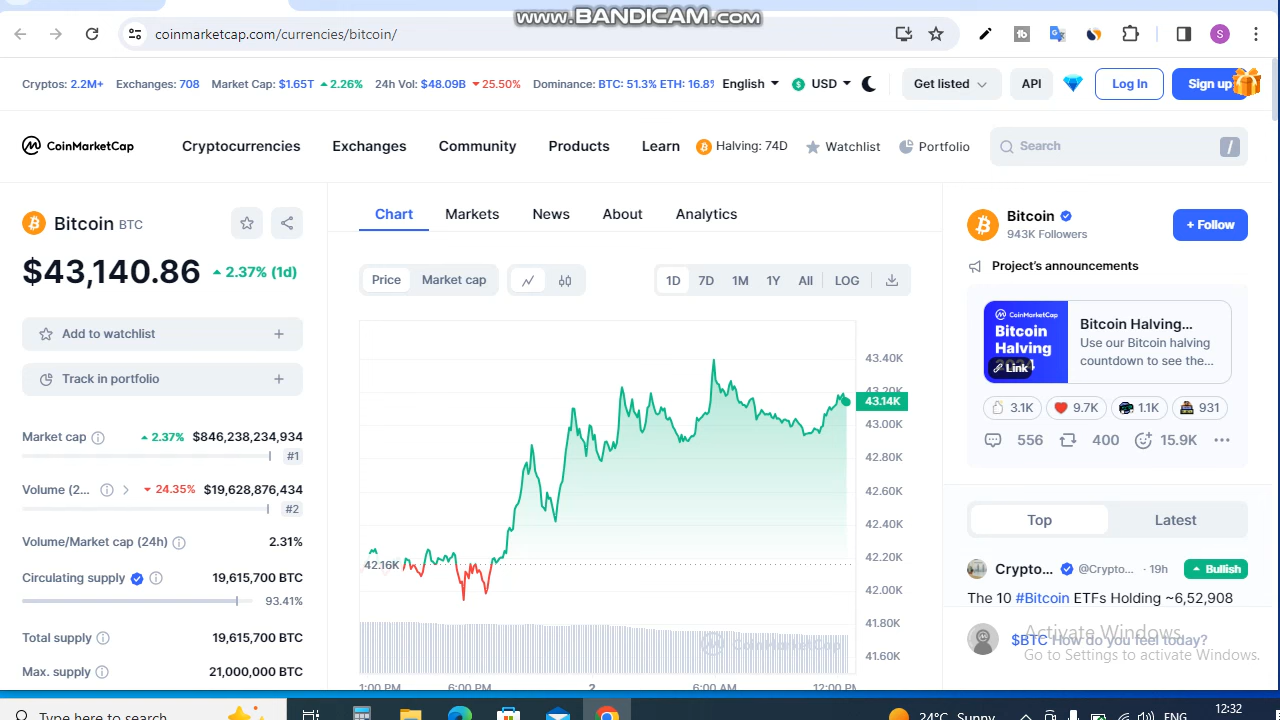 www.BANDICAM.com
coinmarketcap.com/currencies/bitcoin/
Cryptos: 2.2M+ Exchanges: 708 Market Cap: $1.65T 2.26% 24h Vol: $48.09B 25.50% Dominance: BTC: 51.3% ETH: 16.8% English USD Get listed API Log In Sign up
CoinMarketCap Cryptocurrencies Exchanges Community Products Learn Halving: 74D Watchlist Portfolio Search /
Bitcoin BTC
$43,140.86 2.37% (1d)
Add to watchlist +
Track in portfolio +
Market cap 2.37% $846,238,234,934
#1
Volume (2... 24.35% $19,628,876,434
#2
Volume/Market cap (24h) 2.31%
Circulating supply 19,615,700 BTC
93.41%
Total supply 19,615,700 BTC
Max. supply 21,000,000 BTC
Chart Markets News About Analytics
Price Market cap 1D 7D 1M 1Y All LOG
43.40K
43.20K
43.14K
43.00K
42.80K
42.60K
42.40K
42.20K
42.16K
42.00K
41.80K
CoinMarketCap
41.60K
1:00 PM 6:00 PM 2 6:00 AM 12:00 PM
Bitcoin
943K Followers
+ Follow
Project's announcements
CoinMarketCap
Bitcoin
Halving
Link
Bitcoin Halving...
Use our Bitcoin halving
countdown to see the...
3.1K 9.7K 1.1K 931
556 400 15.9K
Top Latest
Crypto... @Crypto... · 19h Bullish
The 10 #Bitcoin ETFs Holding ~6,52,908
$BTC How do you feel today?
Activate Windows
Go to Settings to activate Windows.
Type here to search
24°C Sunny
ENG
12:32